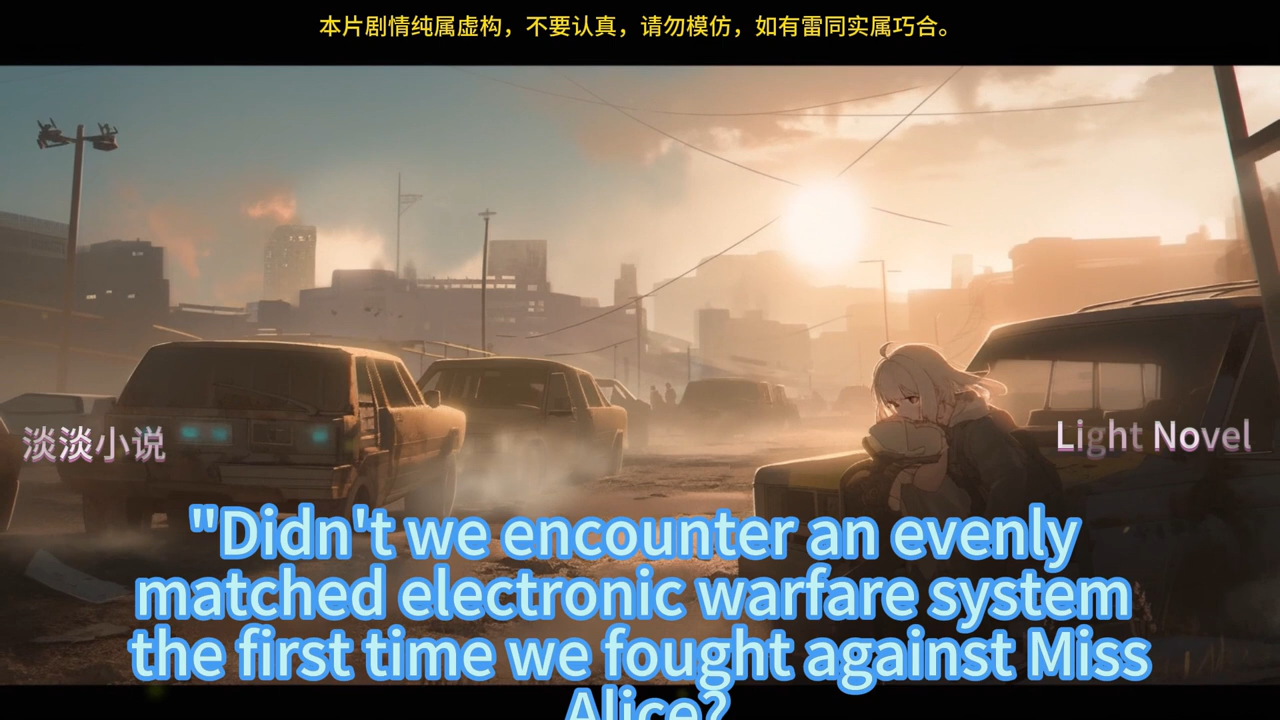 本片剧情纯属虚构，不要认真，请勿模仿，如有雷同实属巧合。
淡淡小说
Light Novel
"Didn't we encounter an evenly
matched electronic warfare system
the first time we fought against Miss
Alice?